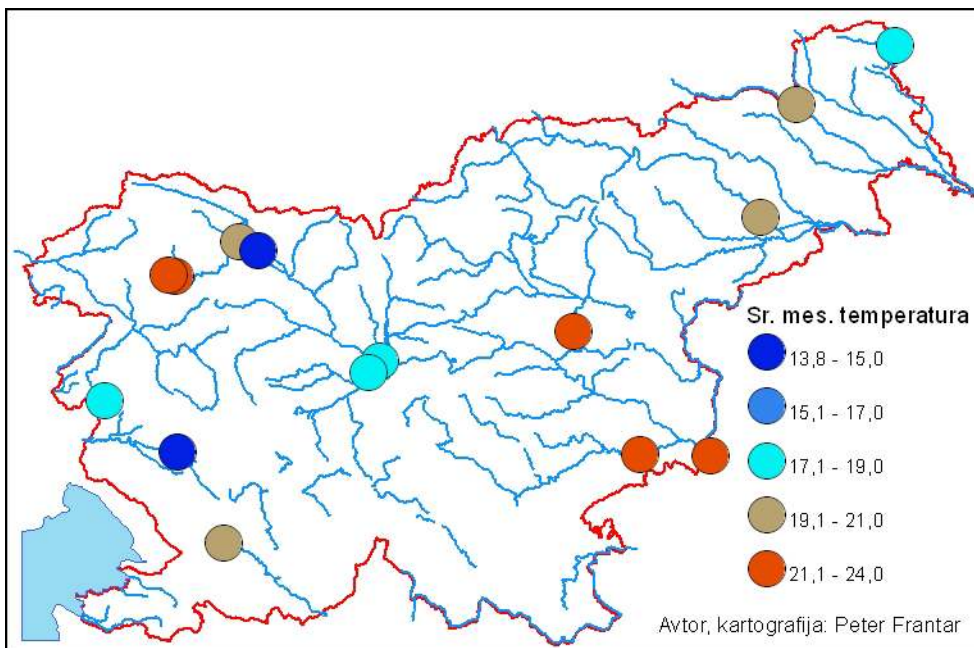 Sr. mes. temperatura
13,8 - 15,0
15,1 - 17,0
17,1 - 19,0
19,1 - 21,0
21,1 - 24,0
Avtor, kartografija: Peter Frantar